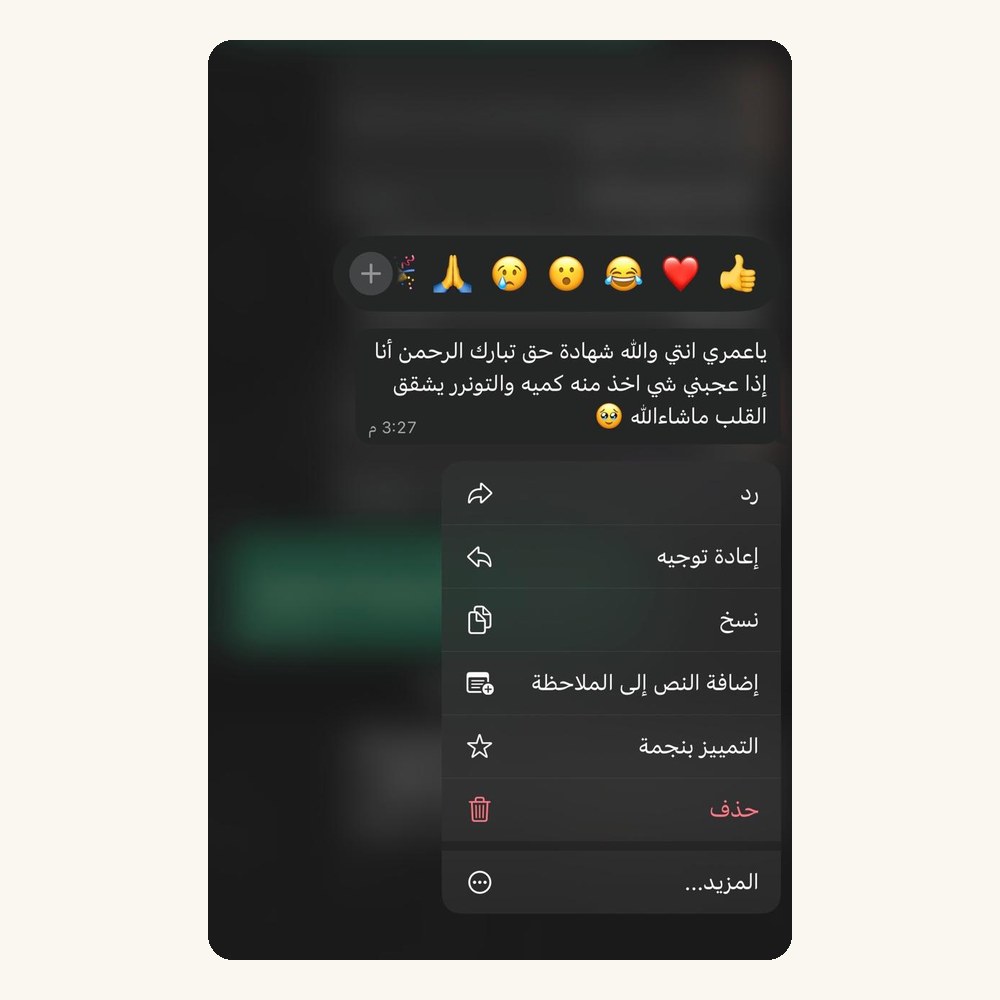 ياعمري انتي والله شهادة حق تبارك الرحمن أنا
إذا عجبني شي اخذ منه كميه والتونرر يشقق
القلب ماشاءالله 🥹
3:27 م
رد
إعادة توجيه
نسخ
إضافة النص إلى الملاحظة
التمييز بنجمة
حذف
المزيد...